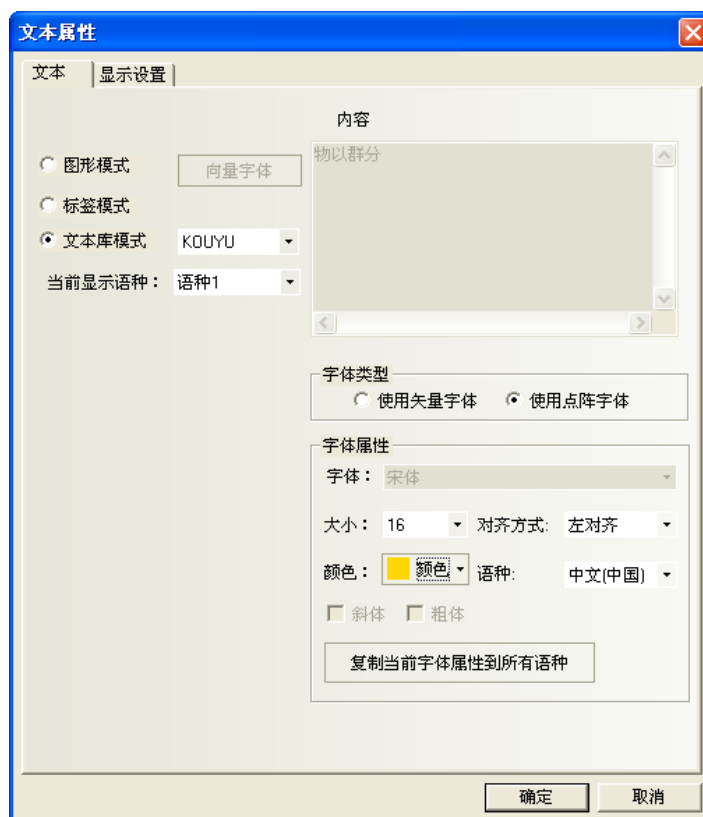 文本属性
文本
显示设置
内容
物以群分
图形模式
向量字体
标签模式
文本库模式
KOUYU
当前显示语种：
语种1
字体类型
使用矢量字体
使用点阵字体
字体属性
字体：
宋体
大小：
16
对齐方式:
左对齐
颜色：
颜色
语种:
中文(中国)
斜体
粗体
复制当前字体属性到所有语种
确定
取消